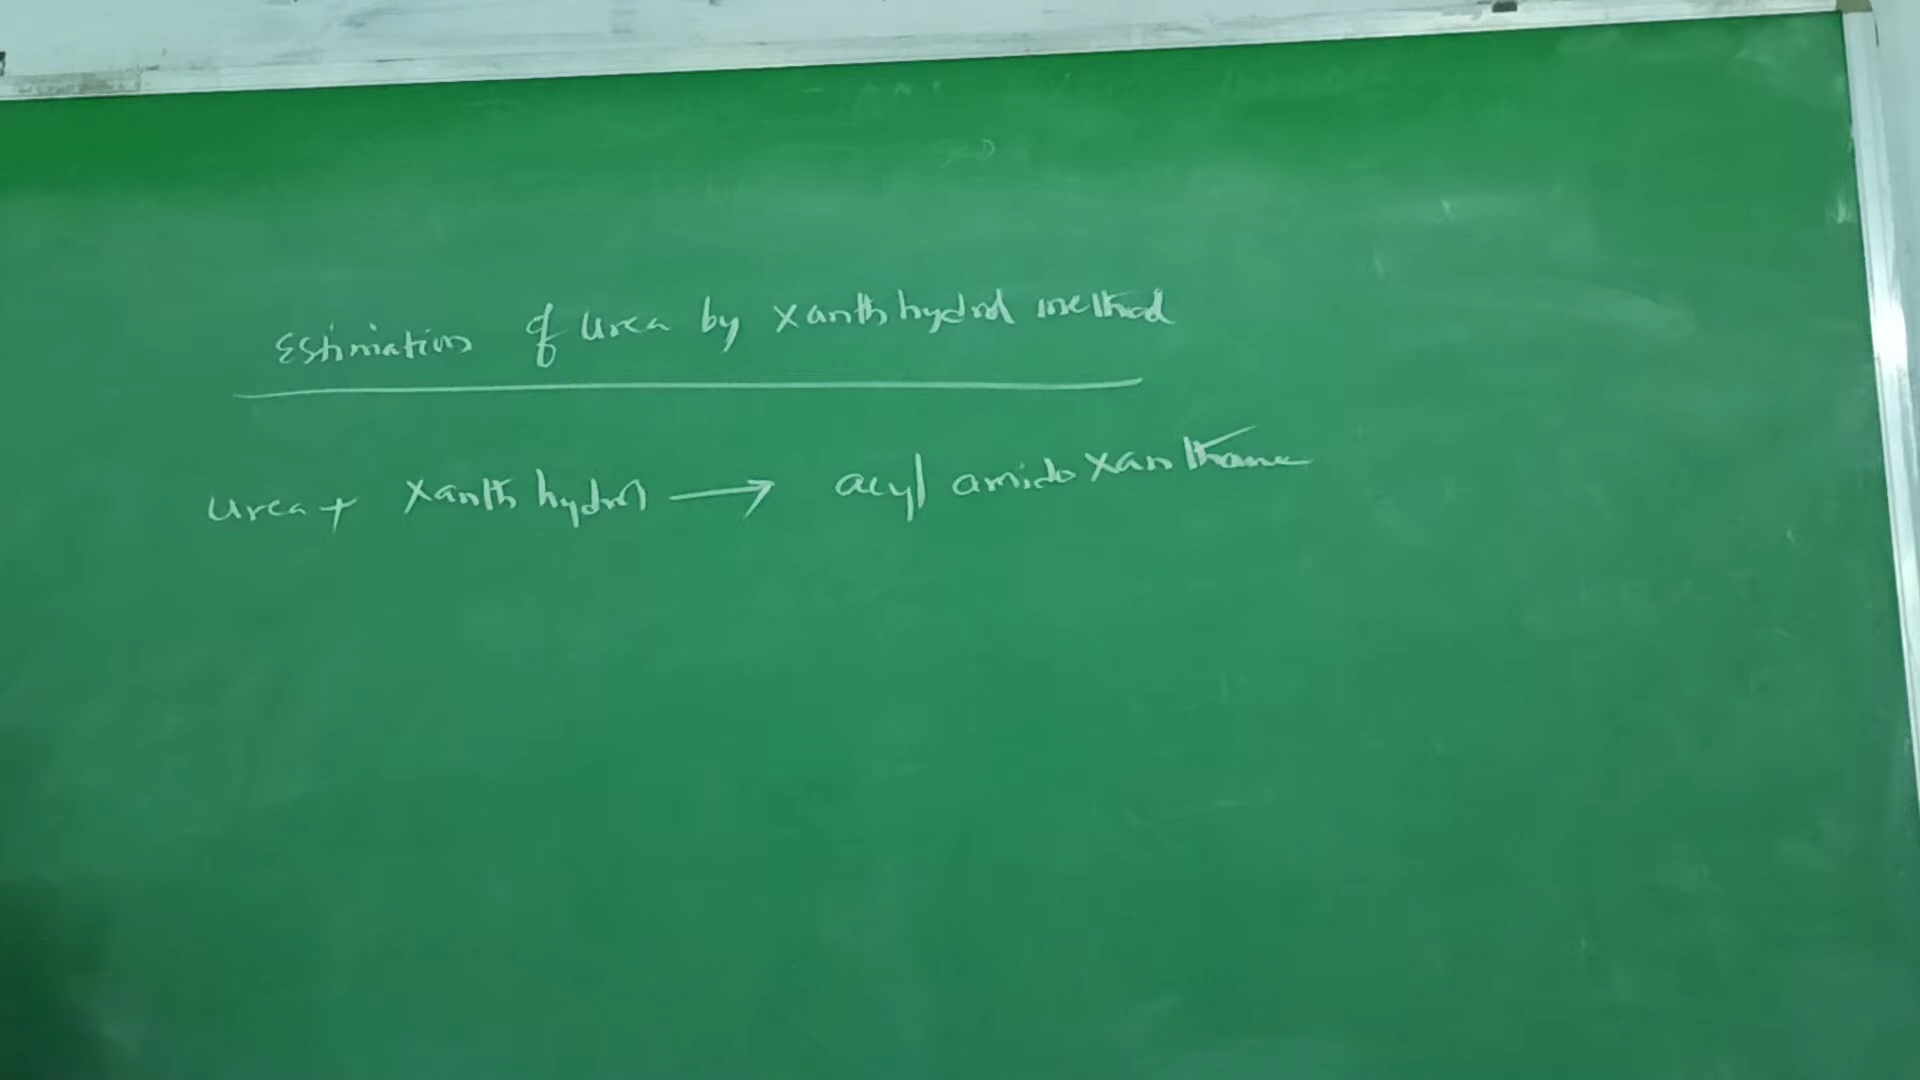 Estimation of urea by xanthhydrol method
urea + xanthhydrol → acyl amido xanthane